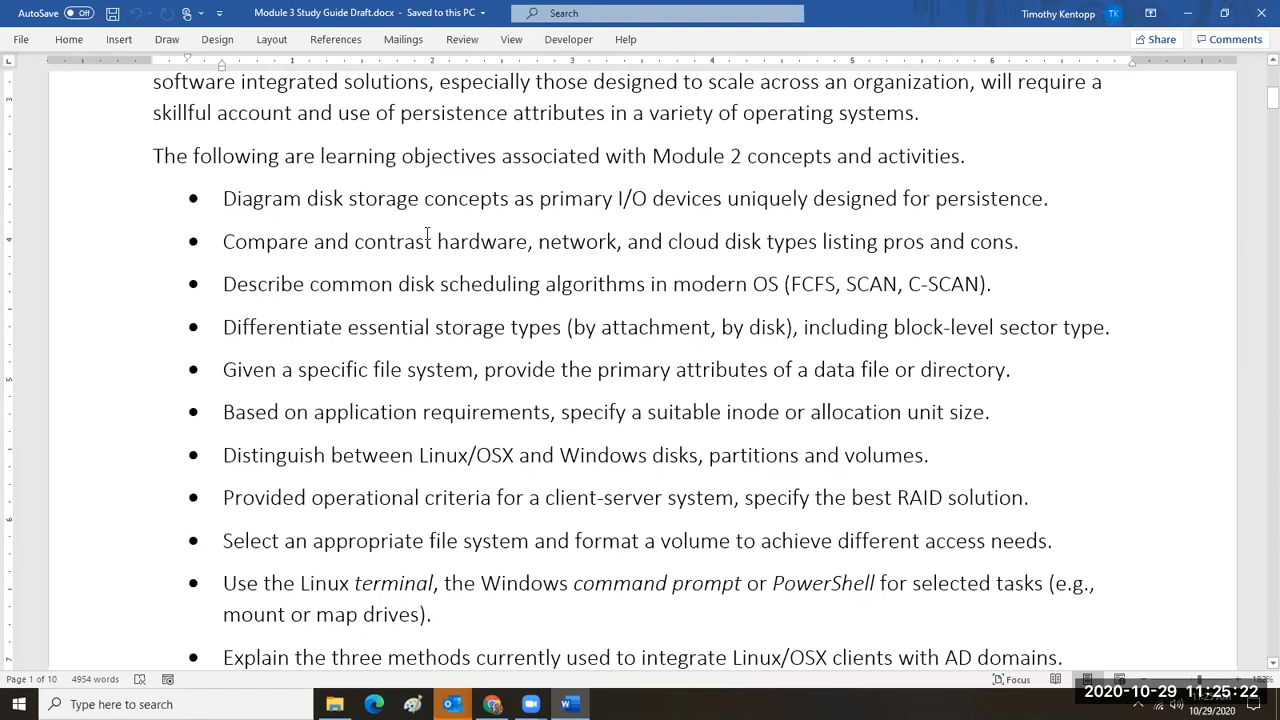 AutoSave Off Module 3 Study Guide Draft.docx - Saved to this PC Search Timothy Kentopp TK
File Home Insert Draw Design Layout References Mailings Review View Developer Help Share Comments
1 2 3 4 5
software integrated solutions, especially those designed to scale across an organization, will require a
skillful account and use of persistence attributes in a variety of operating systems.
The following are learning objectives associated with Module 2 concepts and activities.
• Diagram disk storage concepts as primary I/O devices uniquely designed for persistence.
• Compare and contrast hardware, network, and cloud disk types listing pros and cons.
• Describe common disk scheduling algorithms in modern OS (FCFS, SCAN, C-SCAN).
• Differentiate essential storage types (by attachment, by disk), including block-level sector type.
• Given a specific file system, provide the primary attributes of a data file or directory.
• Based on application requirements, specify a suitable inode or allocation unit size.
• Distinguish between Linux/OSX and Windows disks, partitions and volumes.
• Provided operational criteria for a client-server system, specify the best RAID solution.
• Select an appropriate file system and format a volume to achieve different access needs.
• Use the Linux terminal, the Windows command prompt or PowerShell for selected tasks (e.g.,
mount or map drives).
• Explain the three methods currently used to integrate Linux/OSX clients with AD domains.
Page 1 of 10 4954 words Focus
2020-10-29 11:25:22
Type here to search
10/29/2020